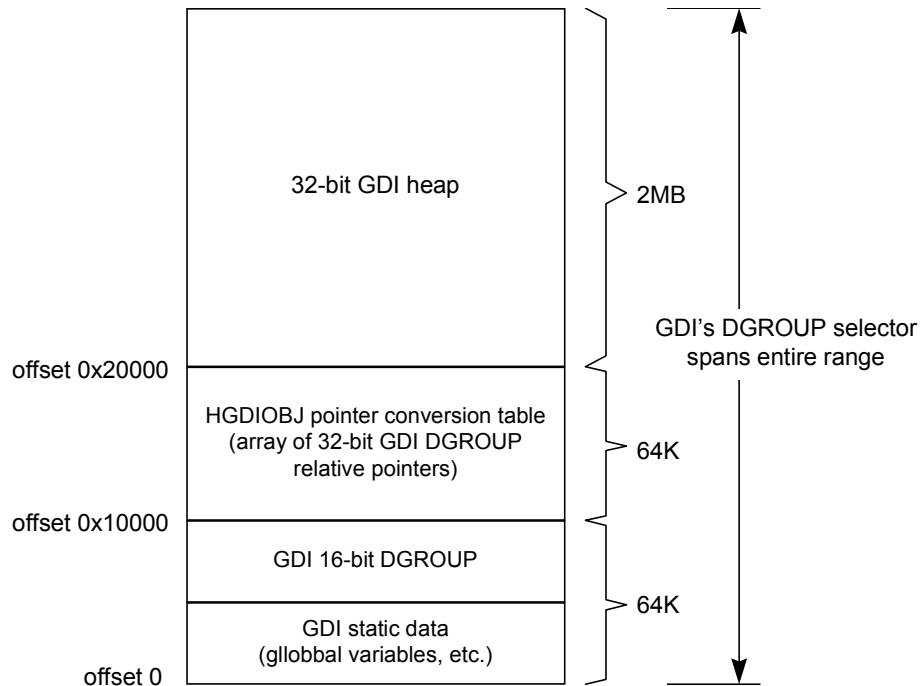 32-bit GDI heap
2MB
GDI's DGROUP selector
spans entire range
offset 0x20000
HGDIOBJ pointer conversion table
(array of 32-bit GDI DGROUP
relative pointers)
64K
offset 0x10000
GDI 16-bit DGROUP
64K
GDI static data
(gllobbal variables, etc.)
offset 0